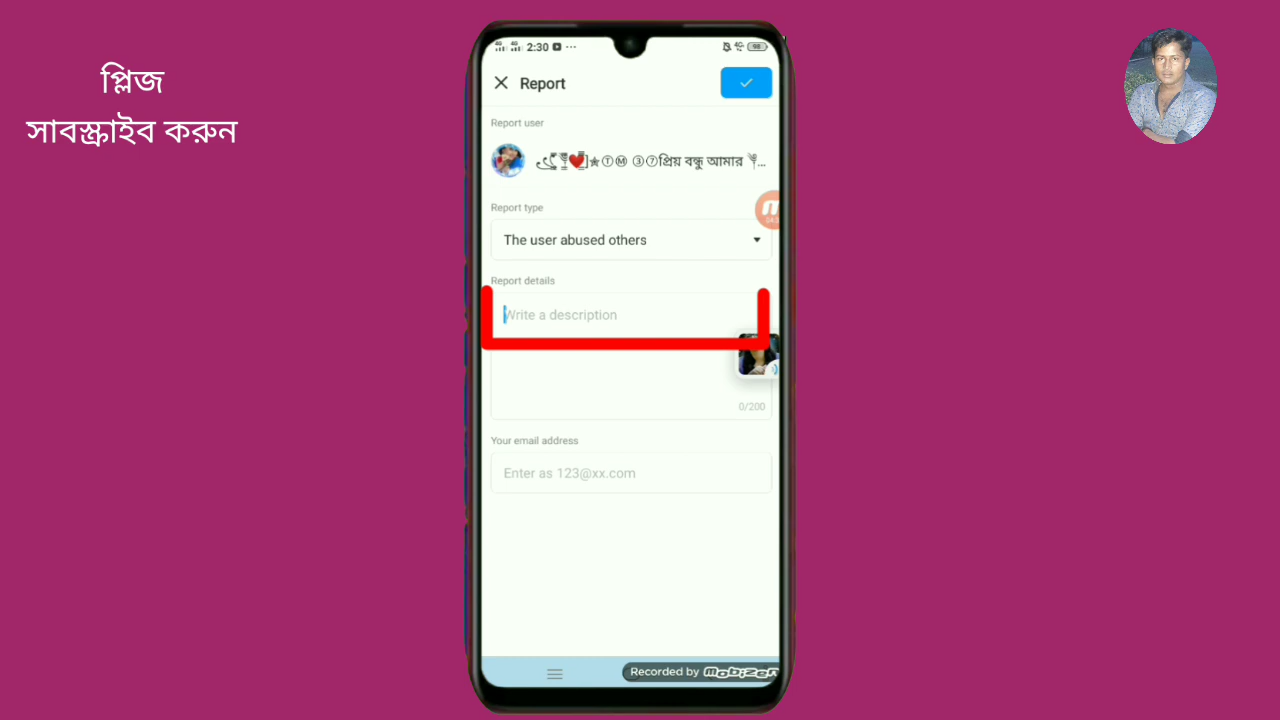 প্লিজ
সাবস্ক্রাইব করুন
2:30
Report
Report user
প্রিয় বন্ধু আমার
Report type
The user abused others
Report details
Write a description
0/200
Your email address
Enter as 123@xx.com
Recorded by mobizen